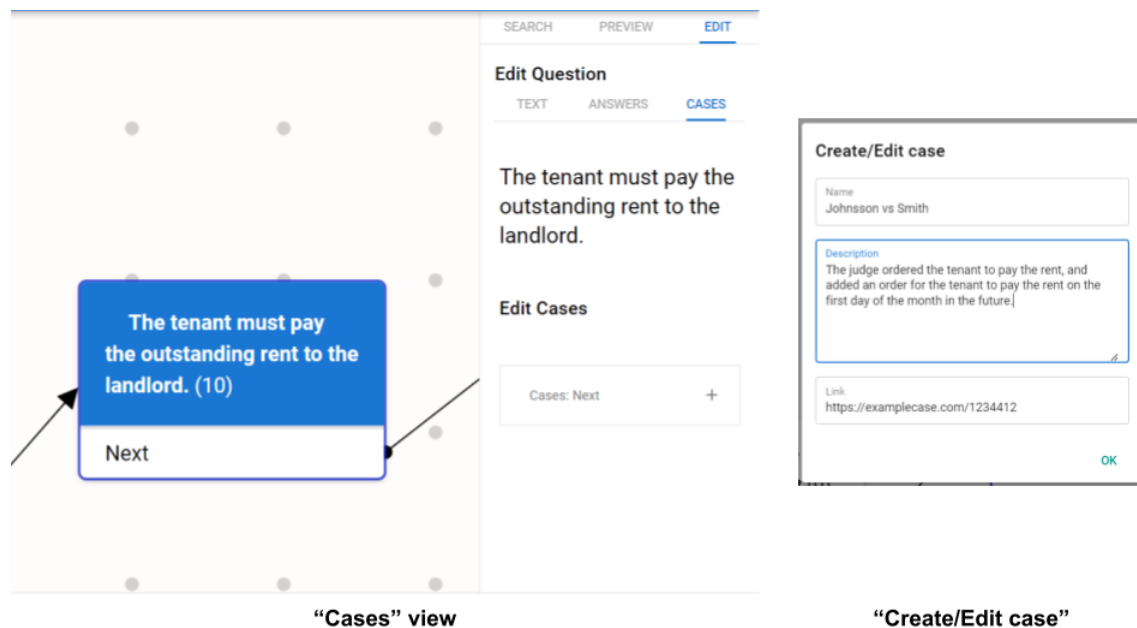 SEARCH PREVIEW EDIT
Edit Question
TEXT ANSWERS CASES
The tenant must pay the
outstanding rent to the
landlord.
Edit Cases
Cases: Next +
The tenant must pay
the outstanding rent to the
landlord. (10)
Next
“Cases” view
Create/Edit case
Name
Johnsson vs Smith
Description
The judge ordered the tenant to pay the rent, and
added an order for the tenant to pay the rent on the
first day of the month in the future.
Link
https://examplecase.com/1234412
OK
“Create/Edit case”